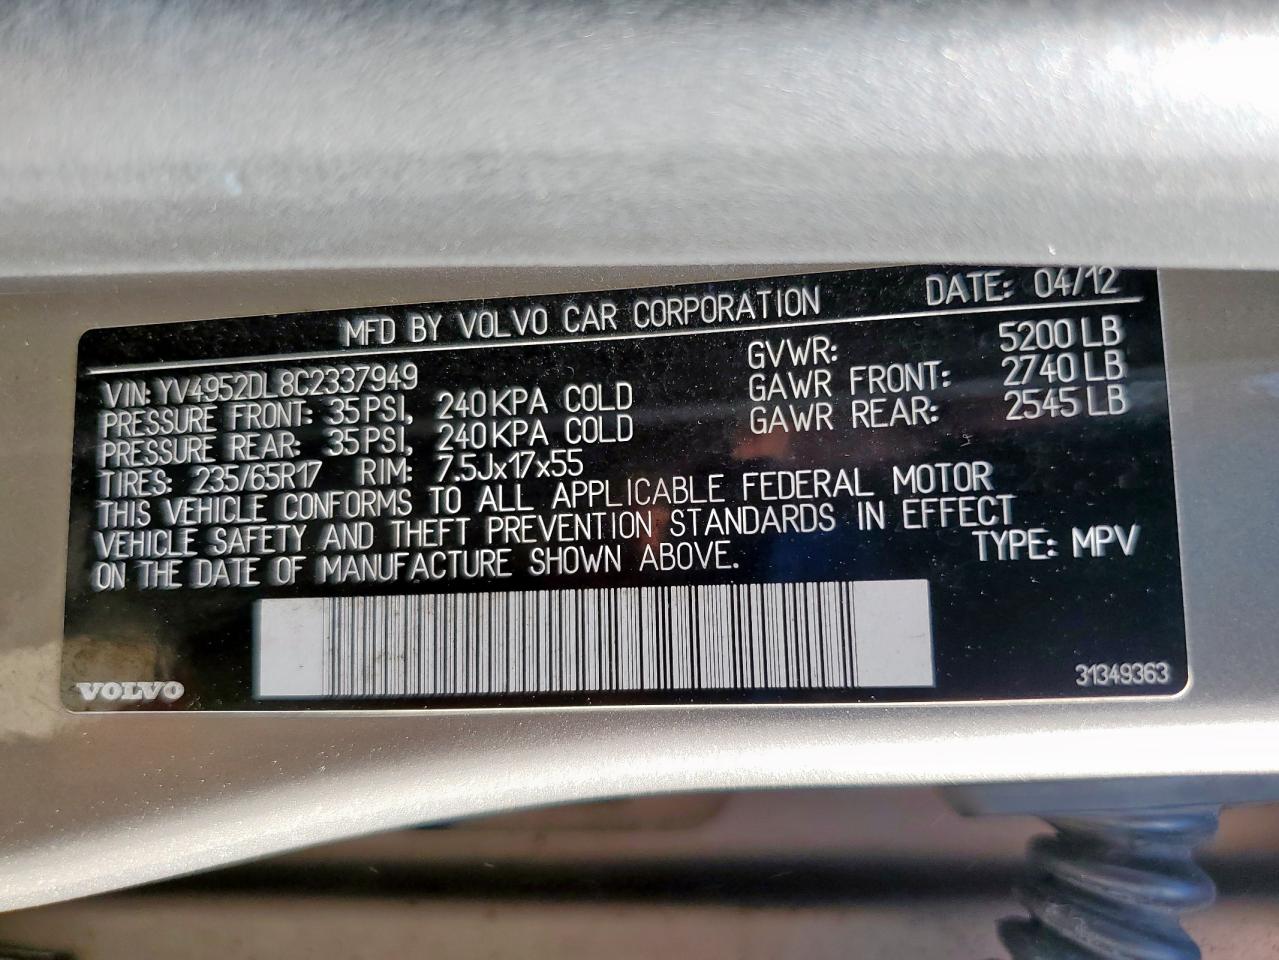 MFD BY VOLVO CAR CORPORATION DATE: 04/12
VIN: YV4952DL8C2337949 GVWR: 5200 LB
PRESSURE FRONT: 35 PSI, 240 KPA COLD GAWR FRONT: 2740 LB
PRESSURE REAR: 35 PSI, 240 KPA COLD GAWR REAR: 2545 LB
TIRES: 235/65R17 RIM: 7.5Jx17x55
THIS VEHICLE CONFORMS TO ALL APPLICABLE FEDERAL MOTOR
VEHICLE SAFETY AND THEFT PREVENTION STANDARDS IN EFFECT
ON THE DATE OF MANUFACTURE SHOWN ABOVE. TYPE: MPV
VOLVO 31349363